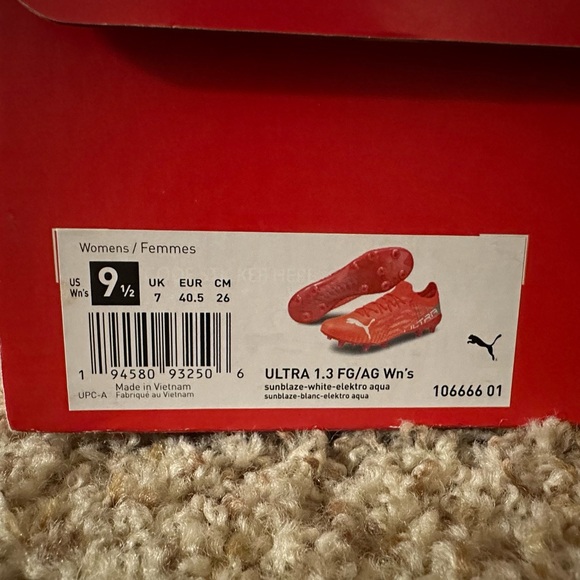 Womens / Femmes
US Wn's 9 1/2
UK 7
EUR 40.5
CM 26
1 94580 93250 6
UPC-A
Made in Vietnam
Fabriqué au Vietnam
ULTRA 1.3 FG/AG Wn's
sunblaze-white-elektro aqua
sunblaze-blanc-elektro aqua
106666 01
ULTRA